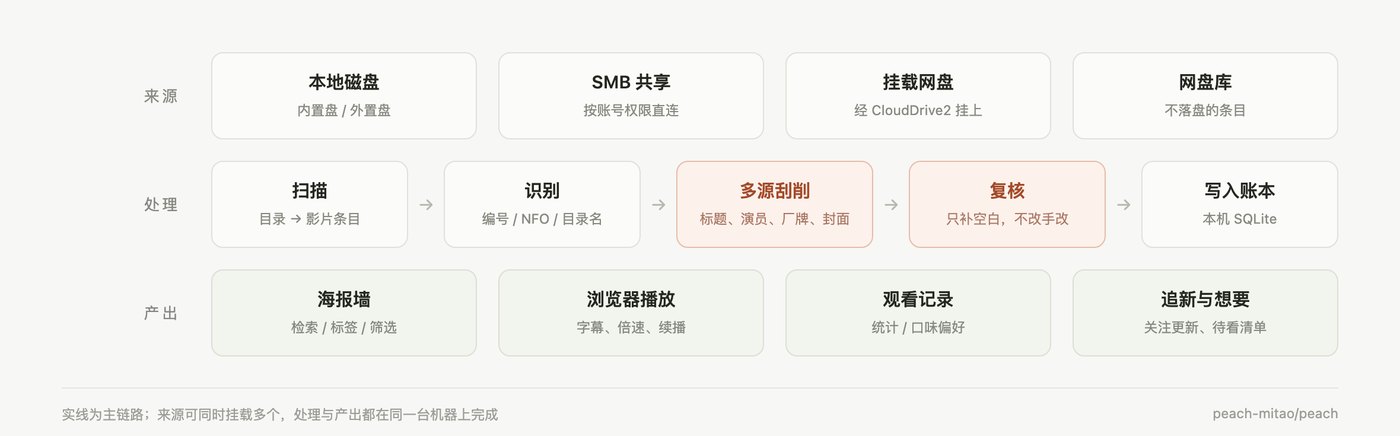 来源
本地磁盘
内置盘 / 外置盘
SMB 共享
按账号权限直连
挂载网盘
经 CloudDrive2 挂上
网盘库
不落盘的条目
处理
扫描
目录 → 影片条目
→
识别
编号 / NFO / 目录名
→
多源刮削
标题、演员、厂牌、封面
→
复核
只补空白，不改手改
→
写入账本
本机 SQLite
产出
海报墙
检索 / 标签 / 筛选
浏览器播放
字幕、倍速、续播
观看记录
统计 / 口味偏好
追新与想要
关注更新、待看清单
实线为主链路；来源可同时挂载多个，处理与产出都在同一台机器上完成
peach-mitao/peach